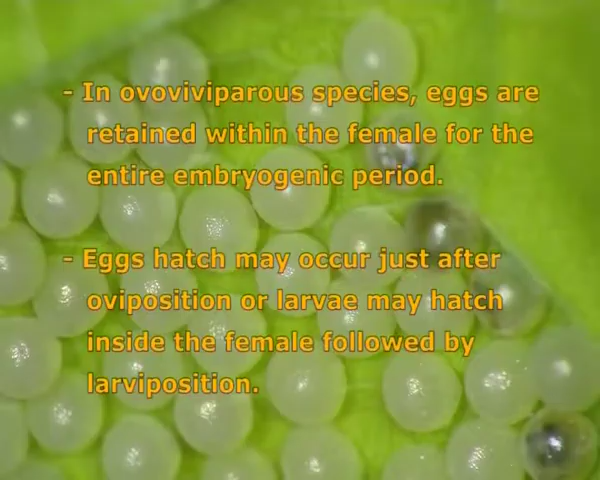 - In ovoviviparous species, eggs are
retained within the female for the
entire embryogenic period.
- Eggs hatch may occur just after
oviposition or larvae may hatch
inside the female followed by
larviposition.